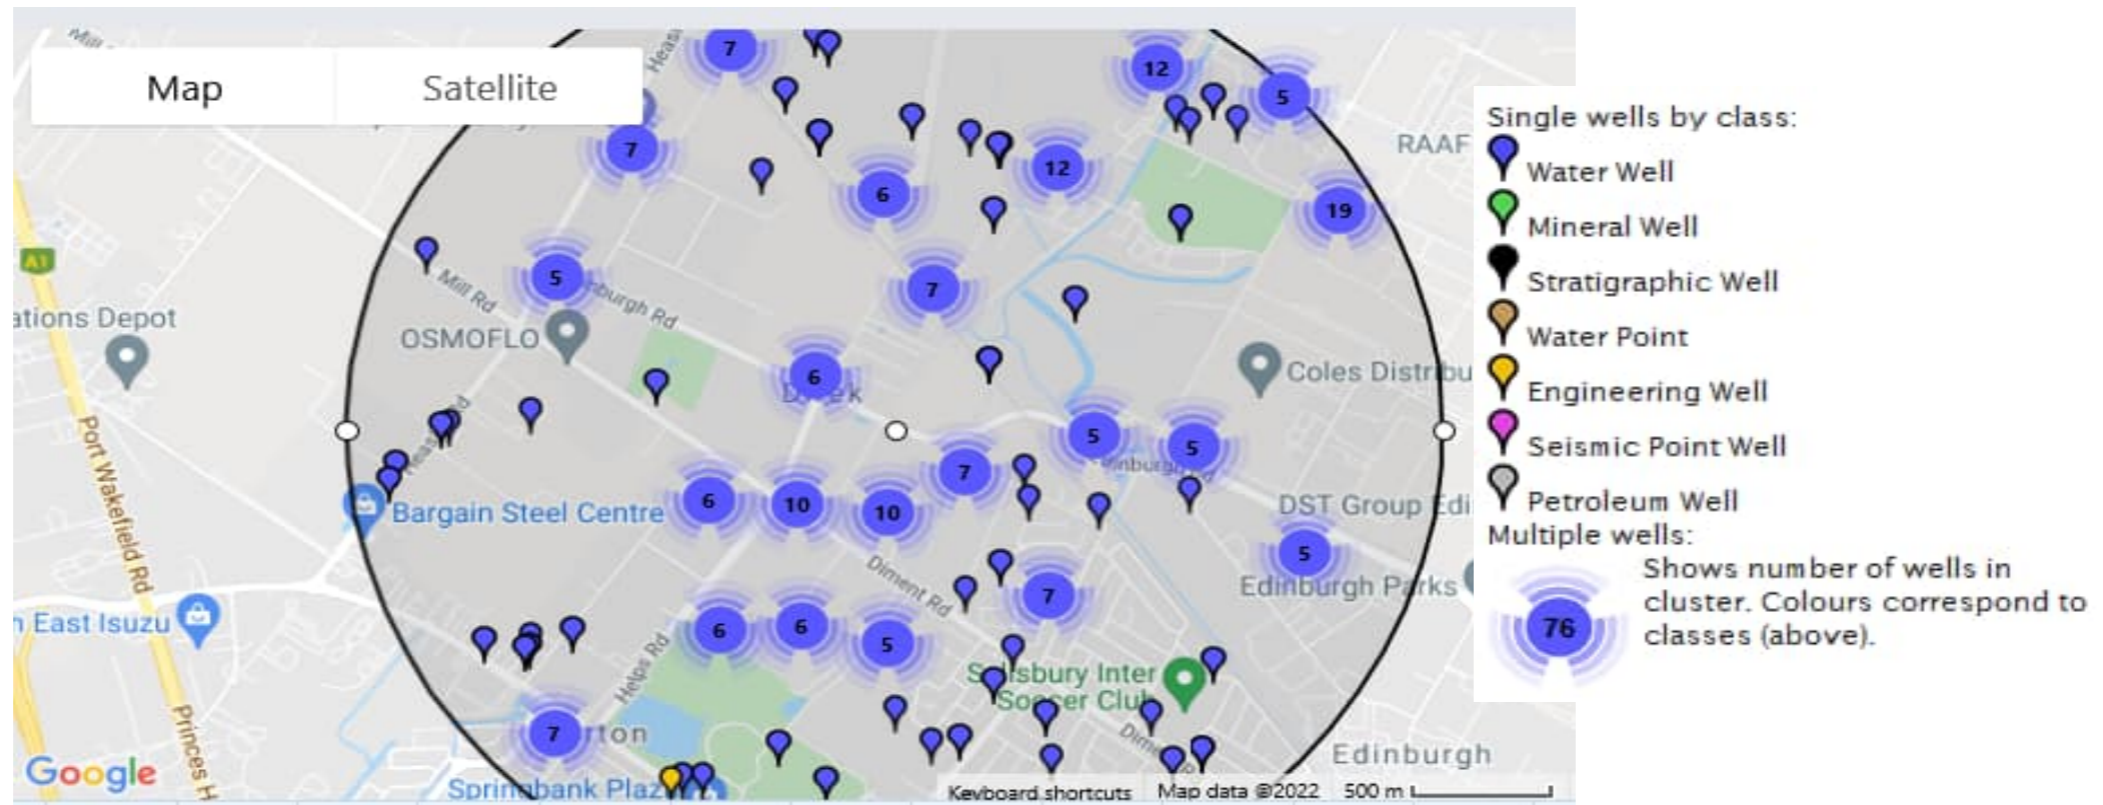 Map
Satellite
7
12
5
RAAF
7
12
6
19
A1
Mill Rd
5
7
ations Depot
OSMOFLO
6
Coles Distribu
5
5
7
6
10
10
Bargain Steel Centre
DST Group Edi
5
Port Wakefield Rd
Diment Rd
Edinburgh Parks
7
n East Isuzu
6
6
5
Helps Rd
Salisbury Inter
Soccer Club
7
rton
Princes H
Google
Springbank Plaz
Edinburgh
Keyboard shortcuts
Map data ©2022
500 m
Single wells by class:
Water Well
Mineral Well
Stratigraphic Well
Water Point
Engineering Well
Seismic Point Well
Petroleum Well
Multiple wells:
76
Shows number of wells in
cluster. Colours correspond to
classes (above).